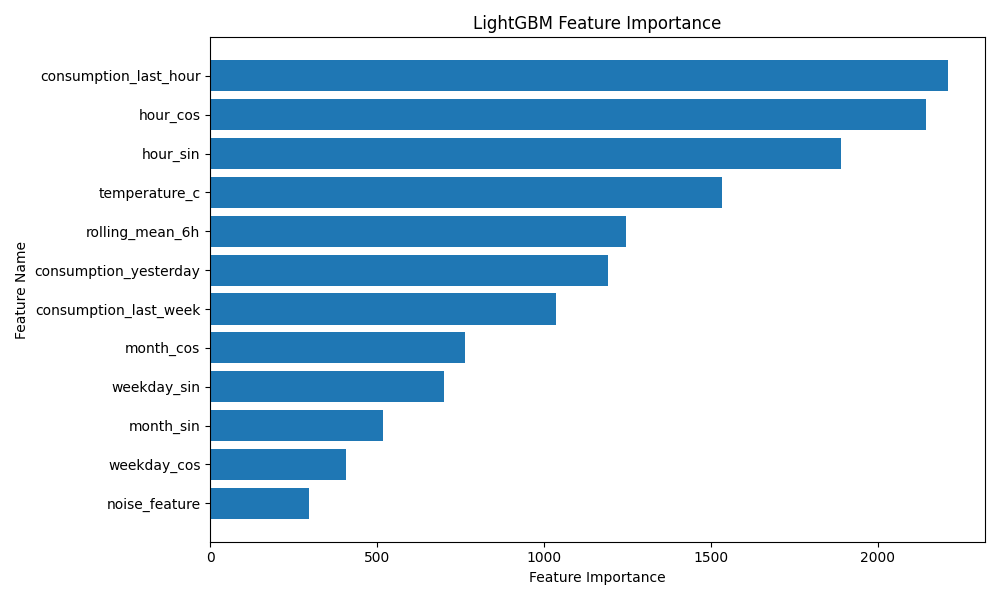 LightGBM Feature Importance
Feature Name
consumption_last_hour
hour_cos
hour_sin
temperature_c
rolling_mean_6h
consumption_yesterday
consumption_last_week
month_cos
weekday_sin
month_sin
weekday_cos
noise_feature
0 500 1000 1500 2000
Feature Importance